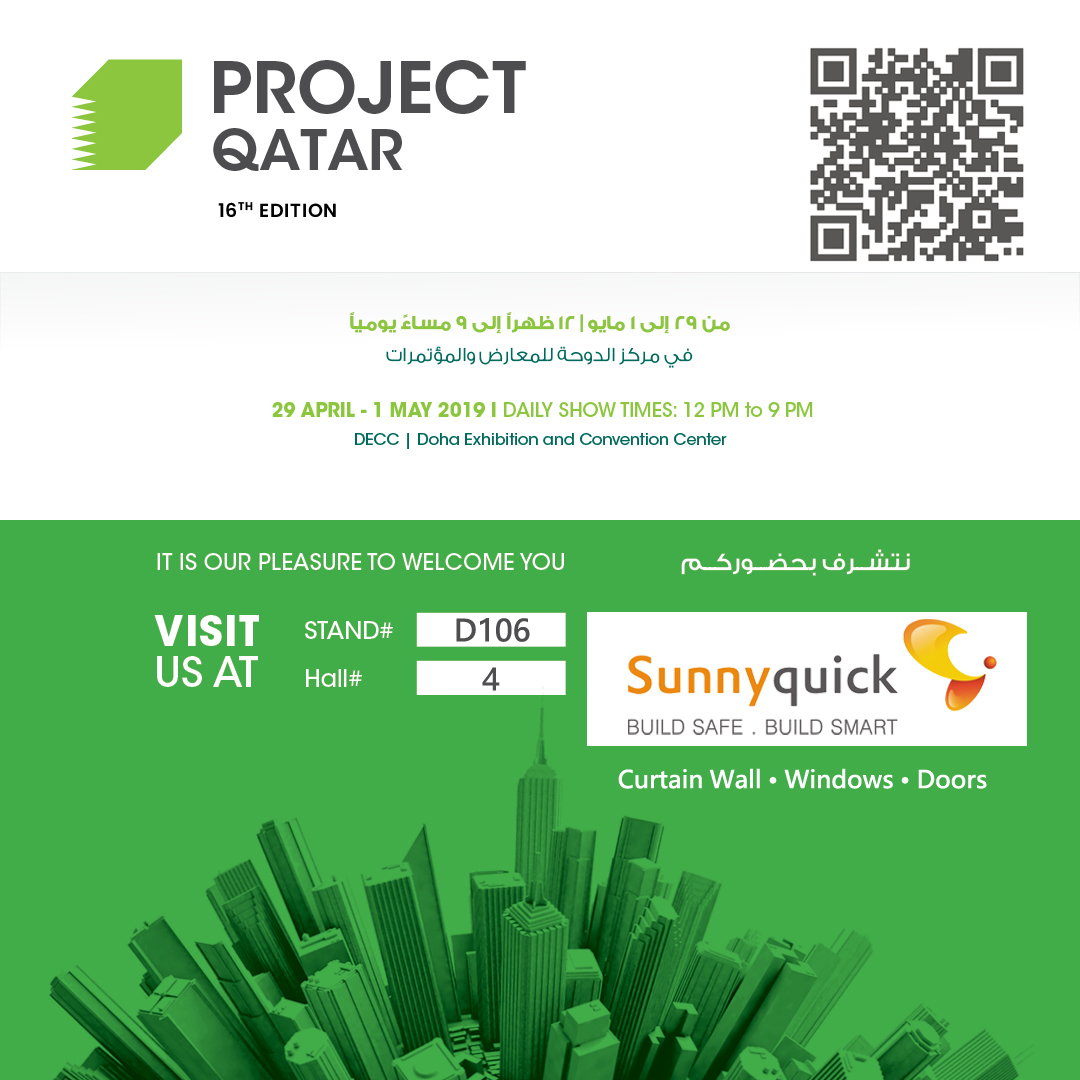 PROJECT
QATAR
16TH EDITION
من ٢٩ إلى ١ مايو | ١٢ ظهراً إلى ٩ مساءً يومياً
في مركز الدوحة للمعارض والمؤتمرات
29 APRIL - 1 MAY 2019 I DAILY SHOW TIMES: 12 PM to 9 PM
DECC | Doha Exhibition and Convention Center
IT IS OUR PLEASURE TO WELCOME YOU
نتشـرف بحضـوركـم
VISIT
US AT
STAND# D106
Hall# 4
Sunnyquick
BUILD SAFE . BUILD SMART
Curtain Wall • Windows • Doors